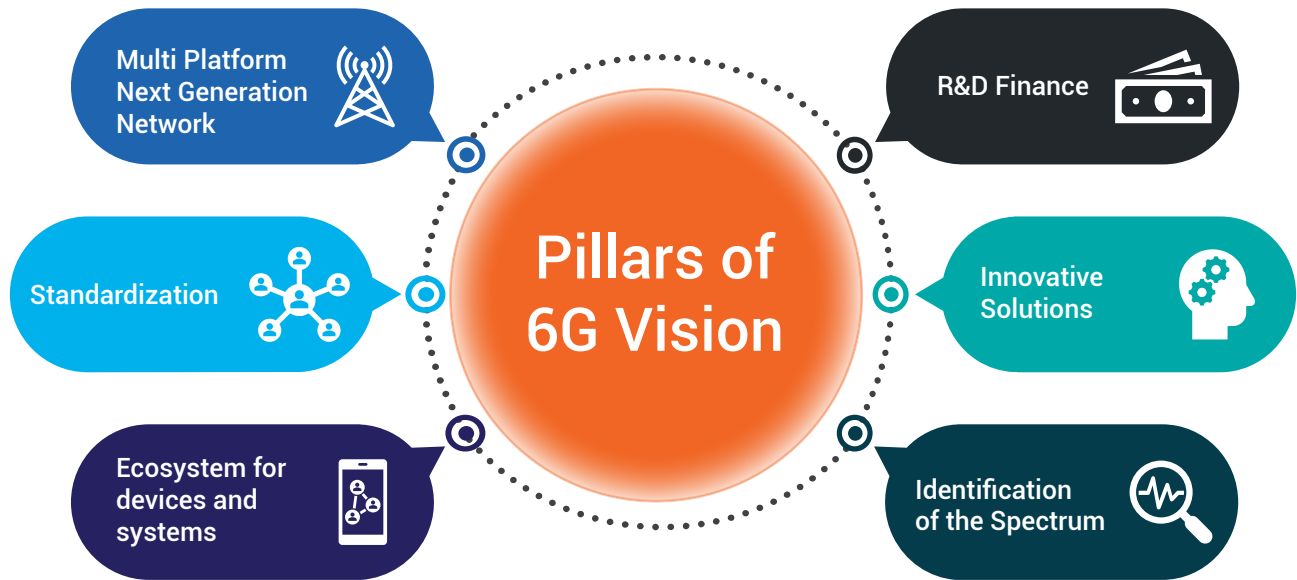 Multi Platform
Next Generation
Network
R&D Finance
Standardization
Pillars of
6G Vision
Innovative
Solutions
Ecosystem for
devices and
systems
Identification
of the Spectrum